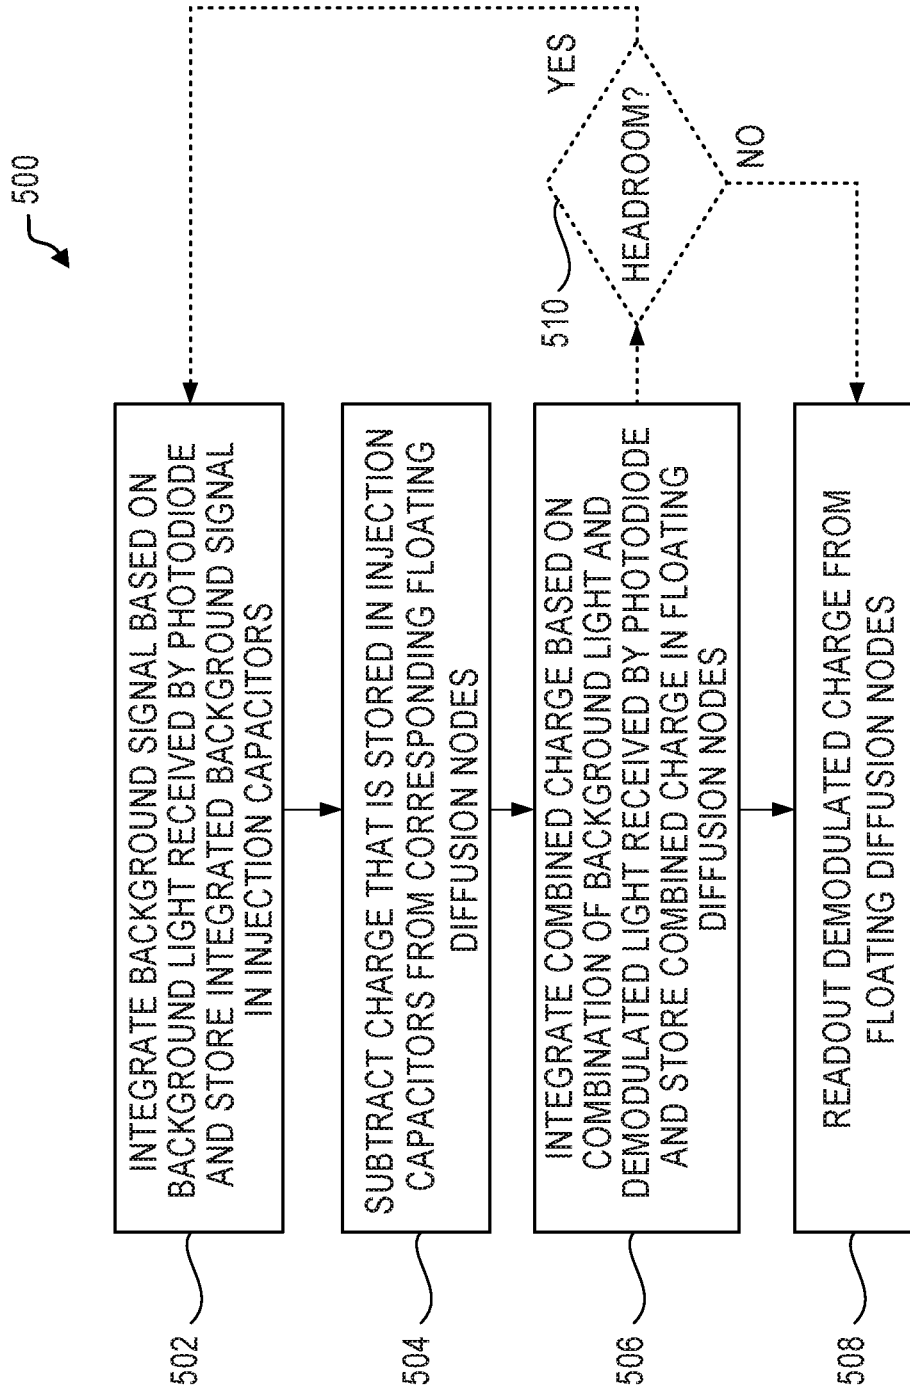 500
502
INTEGRATE BACKGROUND SIGNAL BASED ON
BACKGROUND LIGHT RECEIVED BY PHOTODIODE
AND STORE INTEGRATED BACKGROUND SIGNAL
IN INJECTION CAPACITORS
504
SUBTRACT CHARGE THAT IS STORED IN INJECTION
CAPACITORS FROM CORRESPONDING FLOATING
DIFFUSION NODES
506
INTEGRATE COMBINED CHARGE BASED ON
COMBINATION OF BACKGROUND LIGHT AND
DEMODULATED LIGHT RECEIVED BY PHOTODIODE
AND STORE COMBINED CHARGE IN FLOATING
DIFFUSION NODES
510
HEADROOM?
YES
NO
508
READOUT DEMODULATED CHARGE FROM
FLOATING DIFFUSION NODES